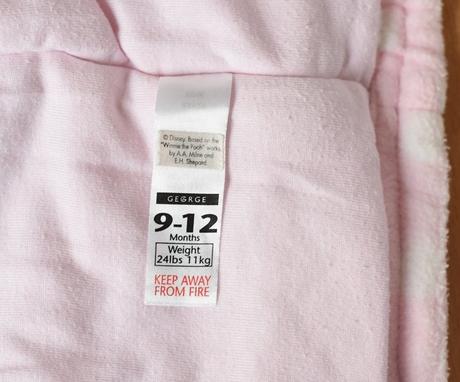 © Disney. Based on the
"Winnie the Pooh" works
by A.A. Milne and
E.H. Shepard.
GEORGE
9-12
Months
Weight
24lbs 11kg
KEEP AWAY
FROM FIRE